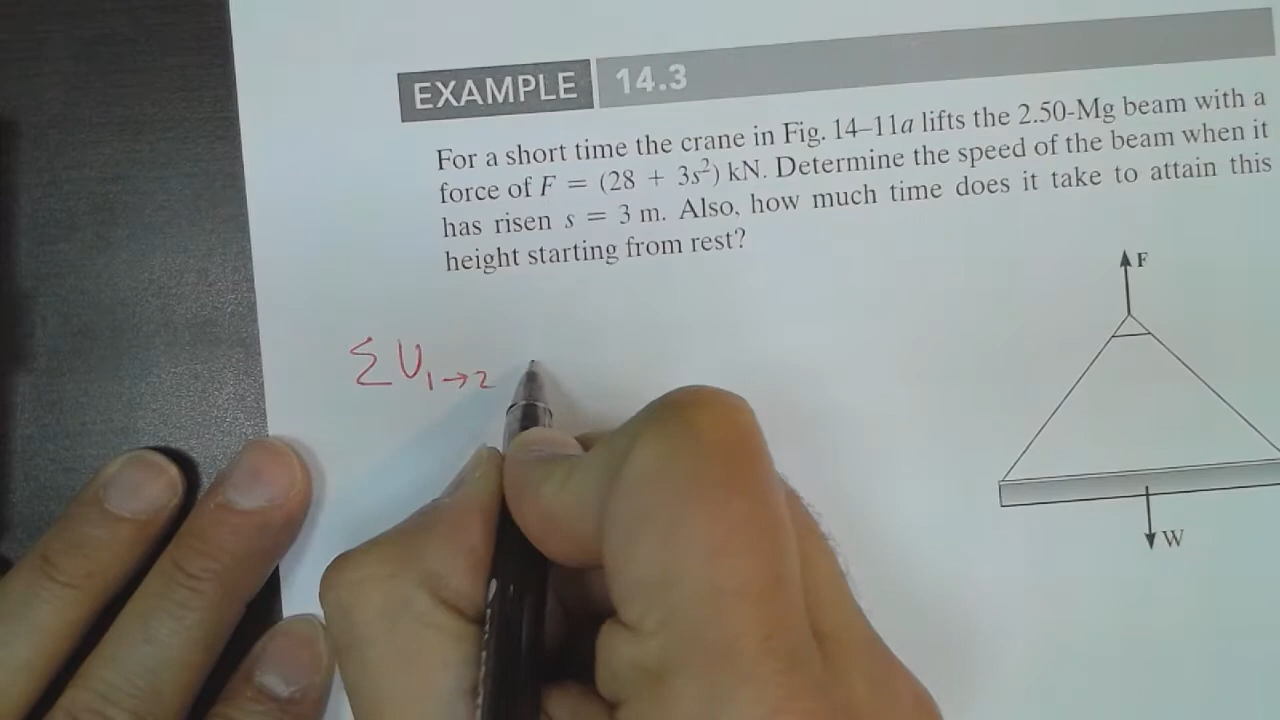 EXAMPLE 14.3
For a short time the crane in Fig. 14–11a lifts the 2.50-Mg beam with a
force of F = (28 + 3s²) kN. Determine the speed of the beam when it
has risen s = 3 m. Also, how much time does it take to attain this
height starting from rest?
F
ΣU₁→₂
W